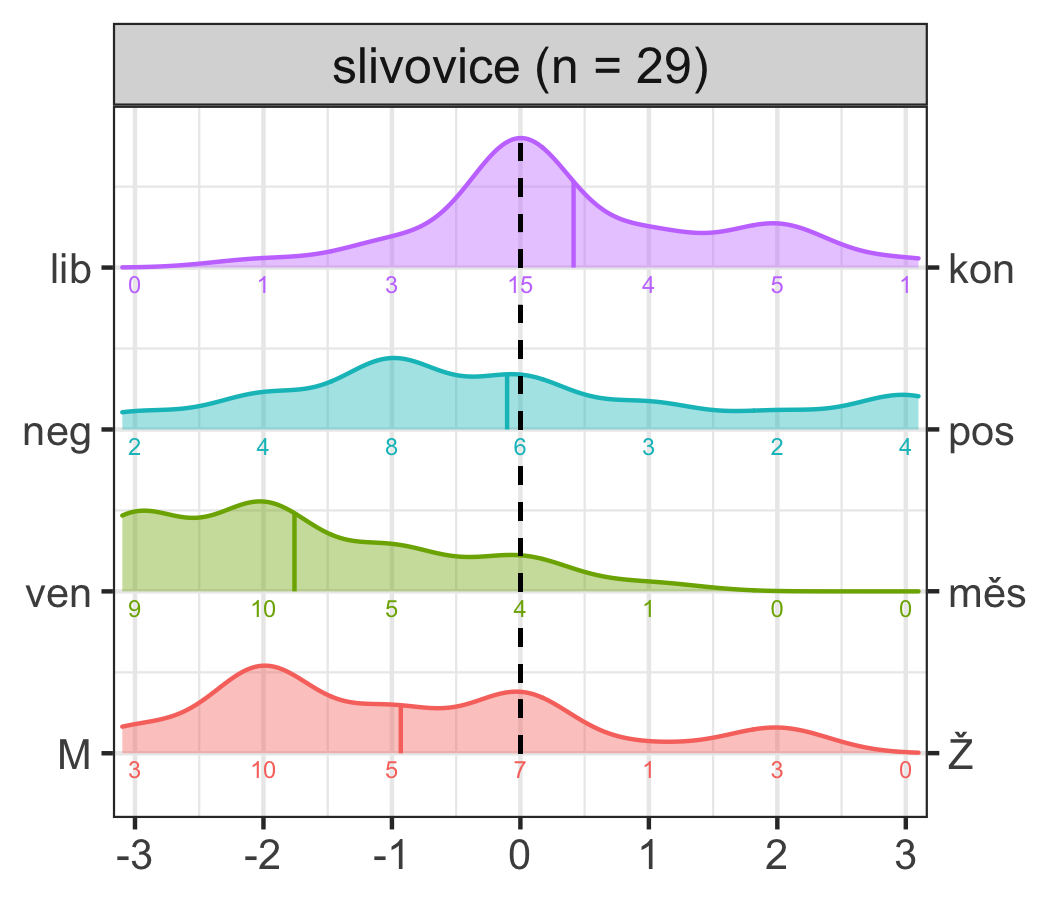 slivovice (n = 29)
lib kon
0 1 3 15 4 5 1
neg pos
2 4 8 6 3 2 4
ven měs
9 10 5 4 1 0 0
M Ž
3 10 5 7 1 3 0
-3 -2 -1 0 1 2 3